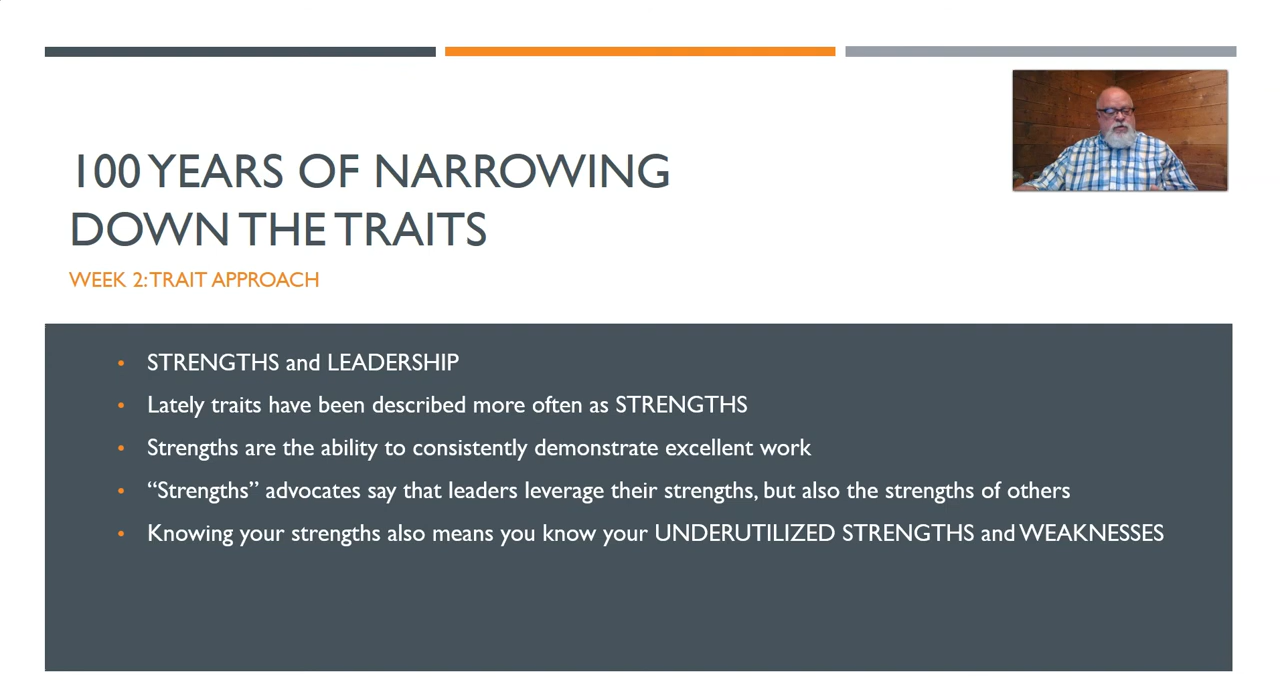 100 YEARS OF NARROWING
DOWN THE TRAITS
WEEK 2: TRAIT APPROACH
• STRENGTHS and LEADERSHIP
• Lately traits have been described more often as STRENGTHS
• Strengths are the ability to consistently demonstrate excellent work
• “Strengths” advocates say that leaders leverage their strengths, but also the strengths of others
• Knowing your strengths also means you know your UNDERUTILIZED STRENGTHS and WEAKNESSES